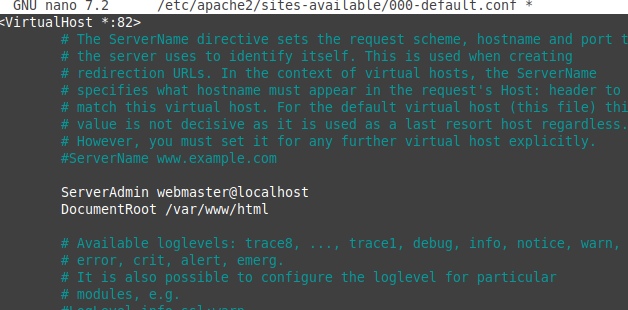 GNU nano 7.2 /etc/apache2/sites-available/000-default.conf *
<VirtualHost *:82>
# The ServerName directive sets the request scheme, hostname and port t
# the server uses to identify itself. This is used when creating
# redirection URLs. In the context of virtual hosts, the ServerName
# specifies what hostname must appear in the request's Host: header to
# match this virtual host. For the default virtual host (this file) thi
# value is not decisive as it is used as a last resort host regardless.
# However, you must set it for any further virtual host explicitly.
#ServerName www.example.com
ServerAdmin webmaster@localhost
DocumentRoot /var/www/html
# Available loglevels: trace8, ..., trace1, debug, info, notice, warn,
# error, crit, alert, emerg.
# It is also possible to configure the loglevel for particular
# modules, e.g.
#LogLevel info ssl:warn